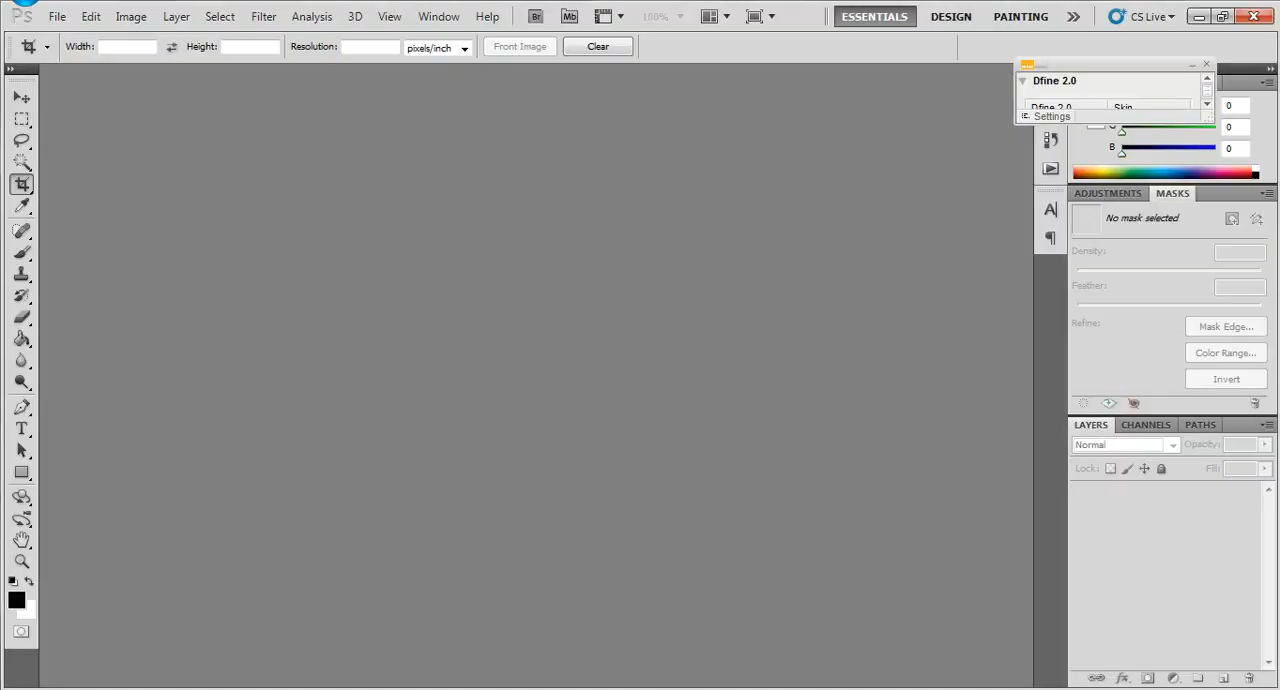 Ps File Edit Image Layer Select Filter Analysis 3D View Window Help Br Mb 100% ESSENTIALS DESIGN PAINTING CS Live
Width: Height: Resolution: pixels/inch Front Image Clear
Dfine 2.0
Dfine 2.0 Skin
Settings
0
0
B 0
ADJUSTMENTS MASKS
No mask selected
Density:
Feather:
Refine: Mask Edge...
Color Range...
Invert
LAYERS CHANNELS PATHS
Normal Opacity:
Lock: Fill: